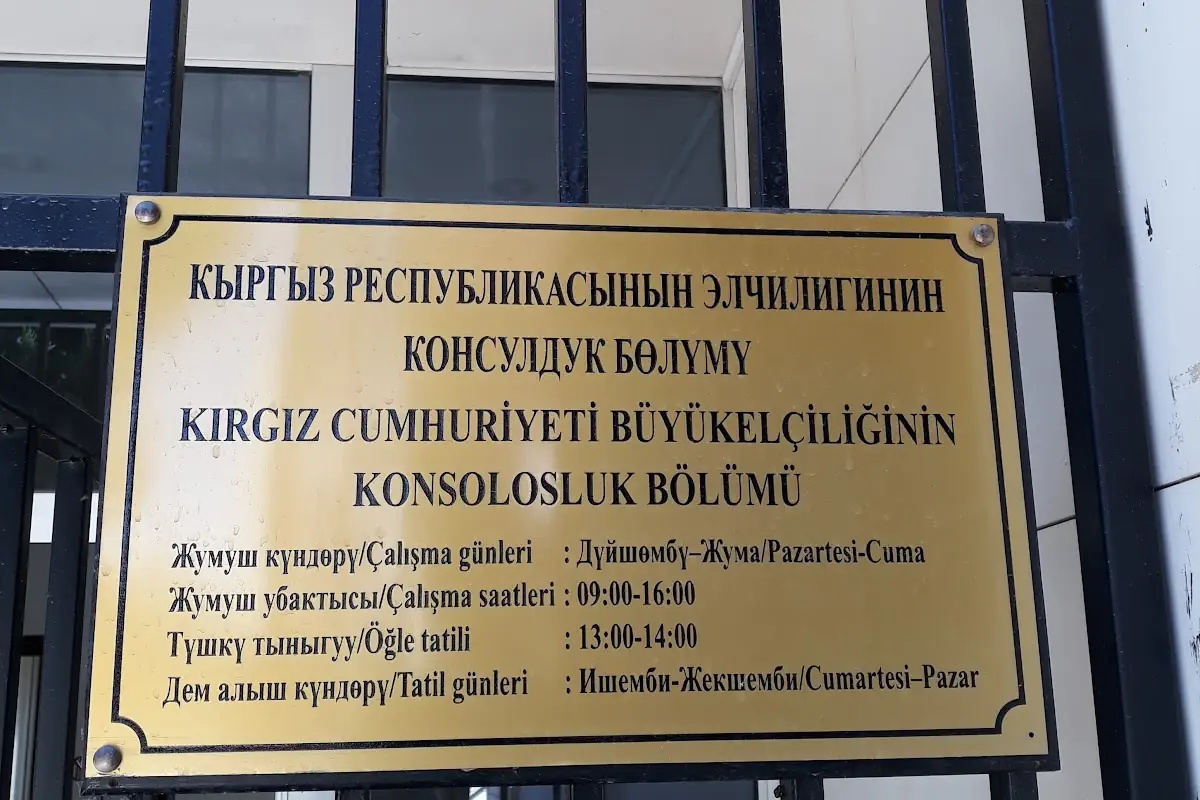 КЫРГЫЗ РЕСПУБЛИКАСЫНЫН ЭЛЧИЛИГИНИН
КОНСУЛДУК БӨЛҮМҮ
KIRGIZ CUMHURİYETİ BÜYÜKELÇİLİĞİNİN
KONSOLOSLUK BÖLÜMÜ
Жумуш күндөрү/Çalışma günleri : Дүйшөмбү–Жума/Pazartesi-Cuma
Жумуш убактысы/Çalışma saatleri : 09:00-16:00
Түшкү тыныгуу/Öğle tatili : 13:00-14:00
Дем алыш күндөрү/Tatil günleri : Ишемби-Жекшемби/Cumartesi–Pazar